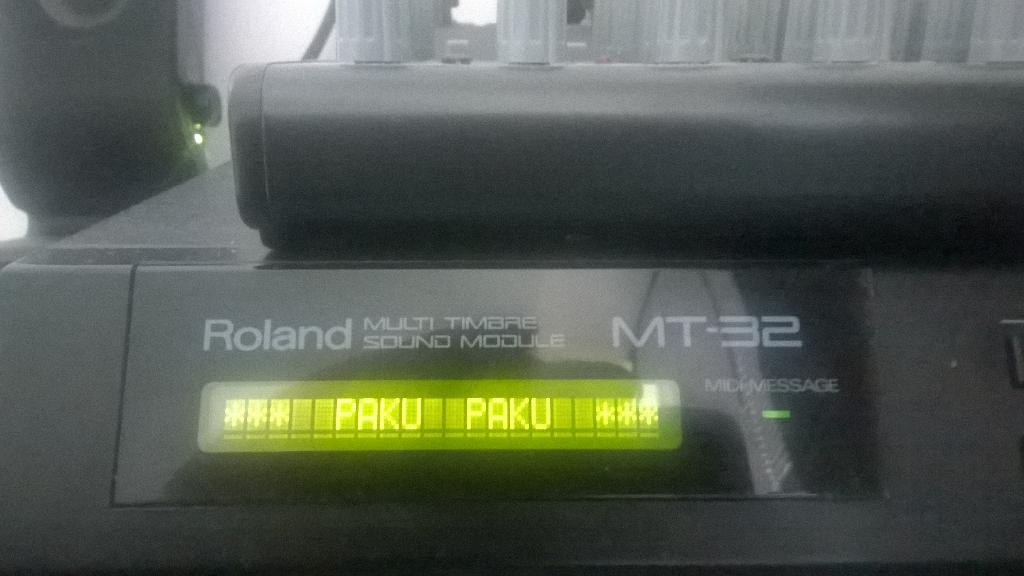 Roland MULTI TIMBRE SOUND MODULE MT-32
MIDI MESSAGE
*** PAKU PAKU ***